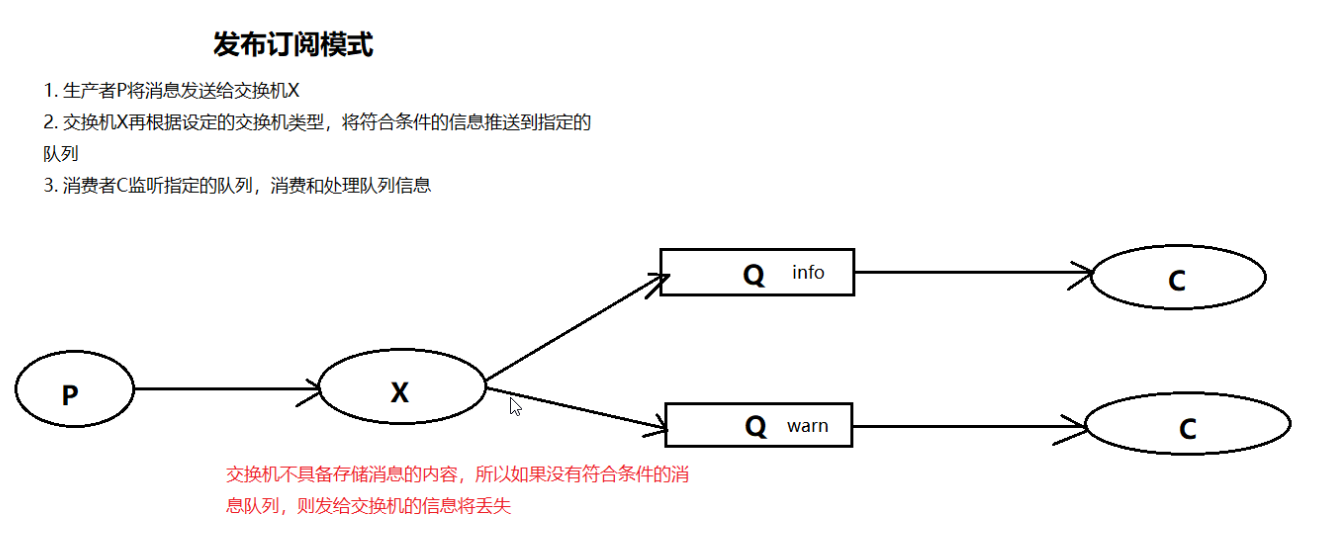 发布订阅模式
1. 生产者P将消息发送给交换机X
2. 交换机X再根据设定的交换机类型，将符合条件的信息推送到指定的
队列
3. 消费者C监听指定的队列，消费和处理队列信息
Q info
C
P
X
Q warn
C
交换机不具备存储消息的内容，所以如果没有符合条件的消
息队列，则发给交换机的信息将丢失